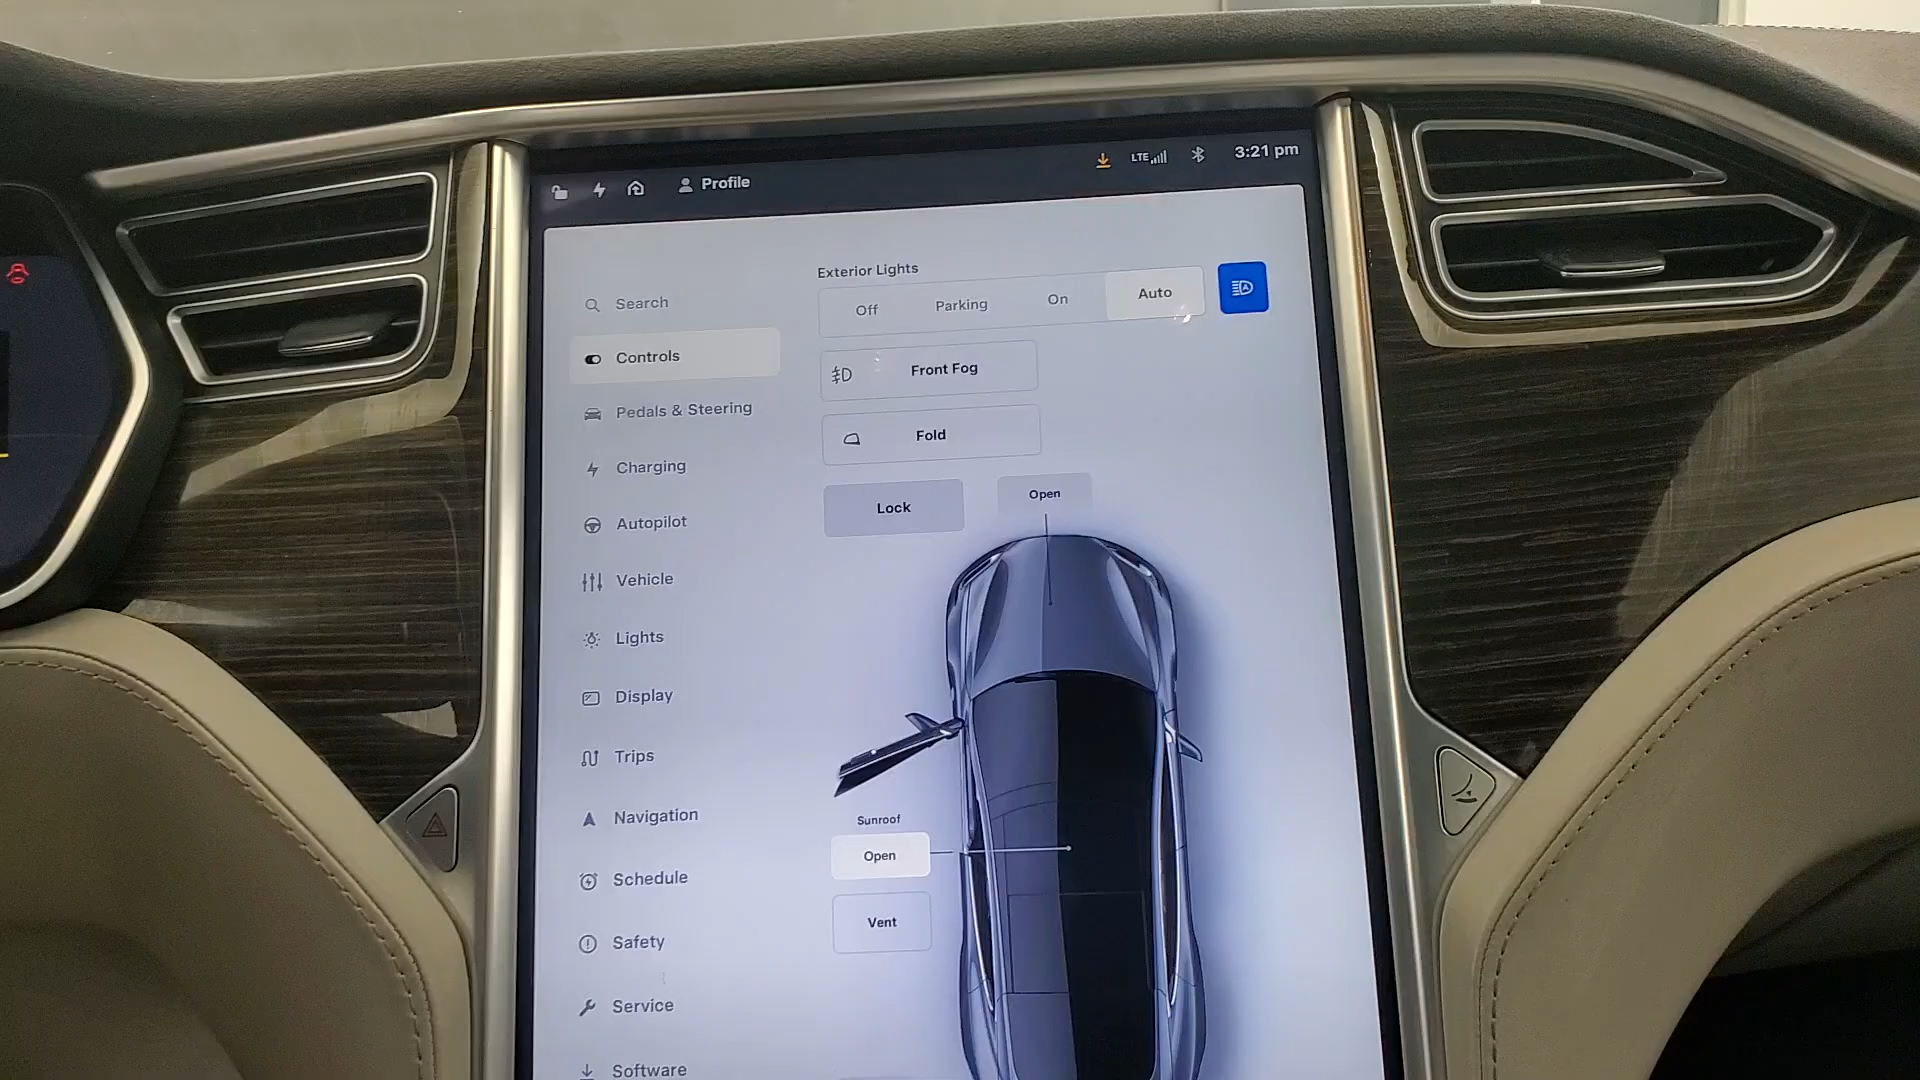 Profile
LTE
3:21 pm
Search
Controls
Pedals & Steering
Charging
Autopilot
Vehicle
Lights
Display
Trips
Navigation
Schedule
Safety
Service
Software
Exterior Lights
Off
Parking
On
Auto
Front Fog
Fold
Lock
Open
Sunroof
Open
Vent